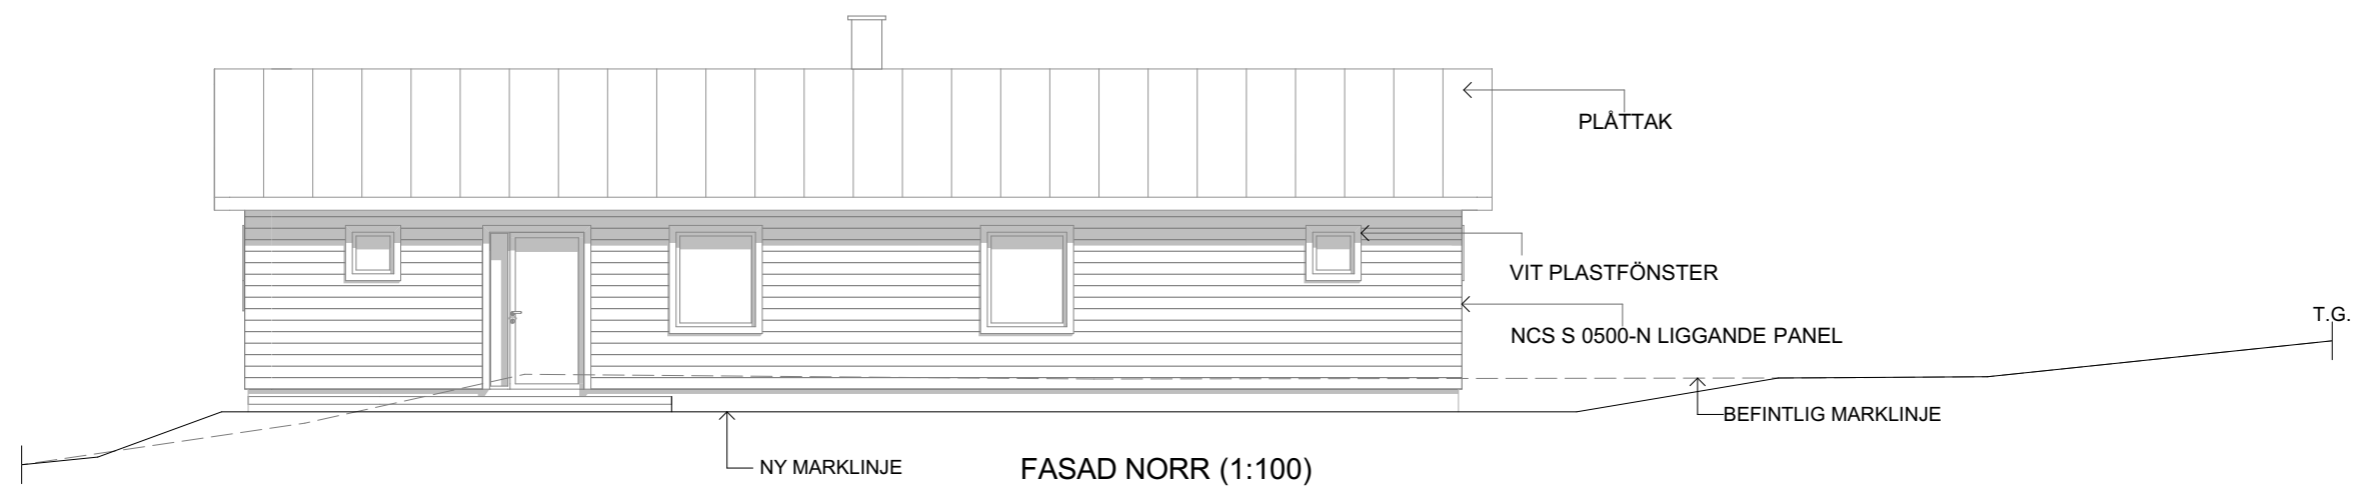 PLÅTTAK
VIT PLASTFÖNSTER
T.G.
NCS S 0500-N LIGGANDE PANEL
BEFINTLIG MARKLINJE
NY MARKLINJE
FASAD NORR (1:100)